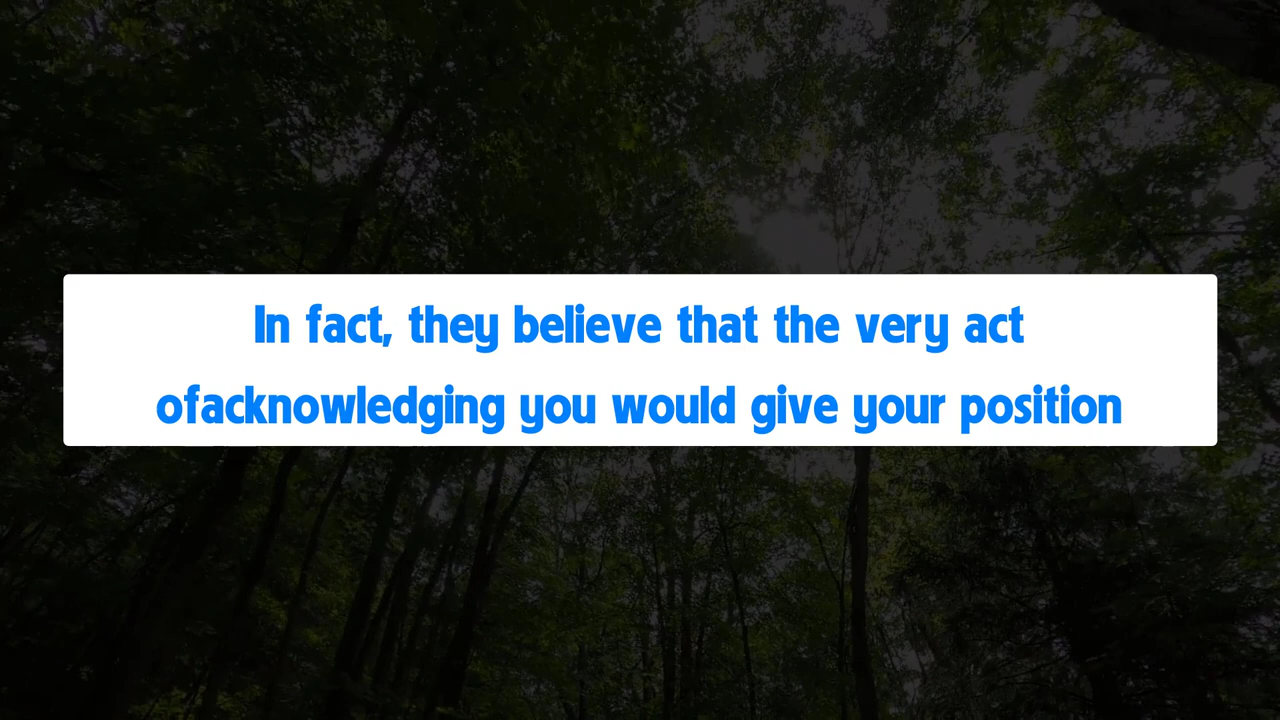 In fact, they believe that the very act
ofacknowledging you would give your position